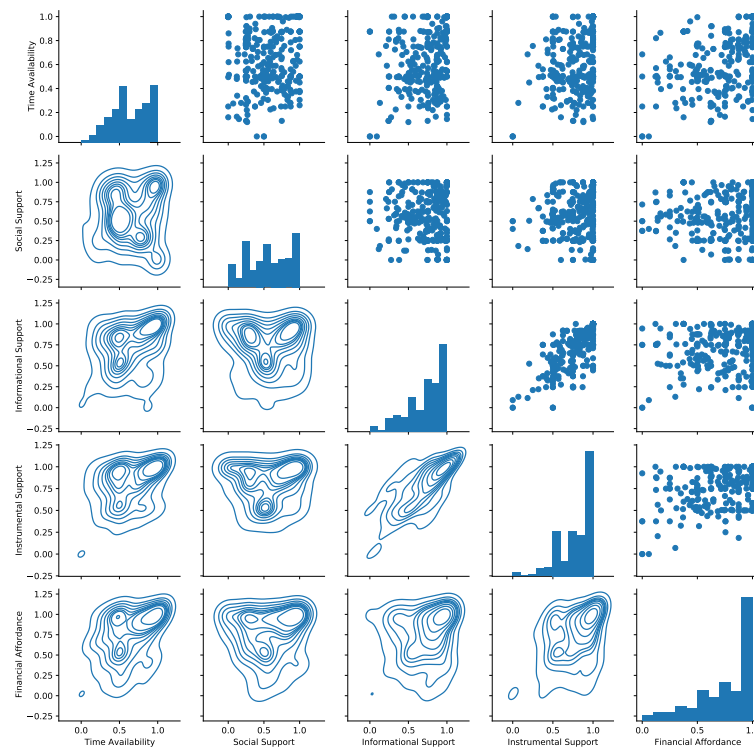 1.0
0.8
0.6
0.4
0.2
0.0
Time Availability
1.25
1.00
0.75
0.50
0.25
0.00
−0.25
Social Support
1.25
1.00
0.75
0.50
0.25
0.00
Informational Support
1.25
1.00
0.75
0.50
0.25
0.00
−0.25
Instrumental Support
1.25
1.00
0.75
0.50
0.25
0.00
−0.25
Financial Affordance
0.0 0.5 1.0
Time Availability
0.0 0.5 1.0
Social Support
0.0 0.5 1.0
Informational Support
0.0 0.5 1.0
Instrumental Support
0.0 0.5
Financial Affordance